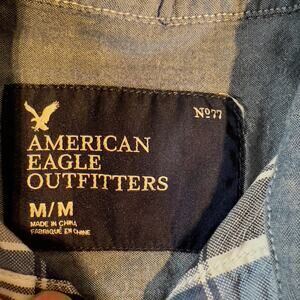 Nº77
AMERICAN
EAGLE
OUTFITTERS
M/M
MADE IN CHINA
FABRIQUÉ EN CHINE